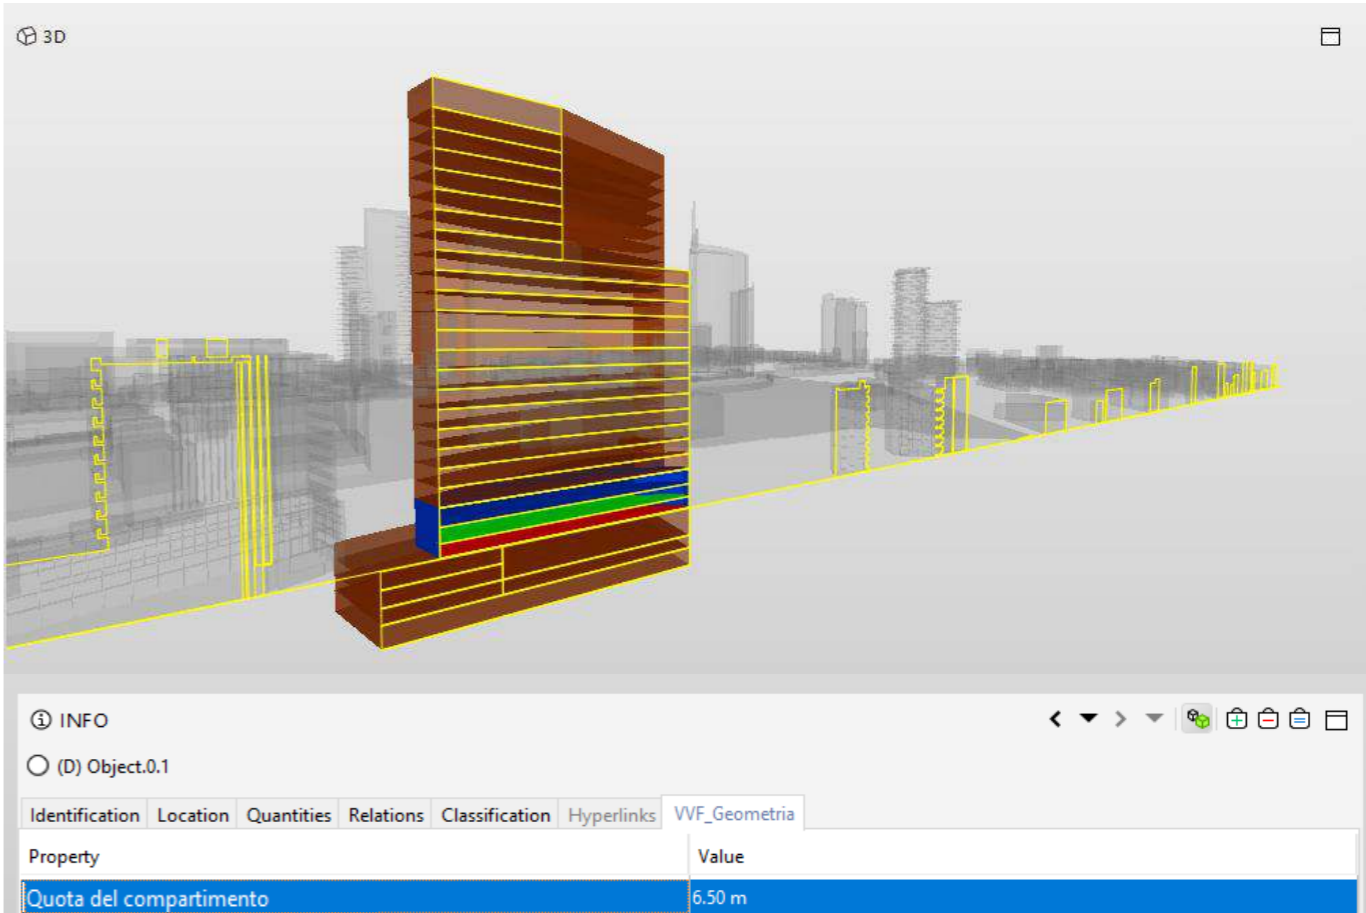 3D
INFO
(D) Object.0.1
Identification Location Quantities Relations Classification Hyperlinks VVF_Geometria
Property Value
Quota del compartimento 6.50 m